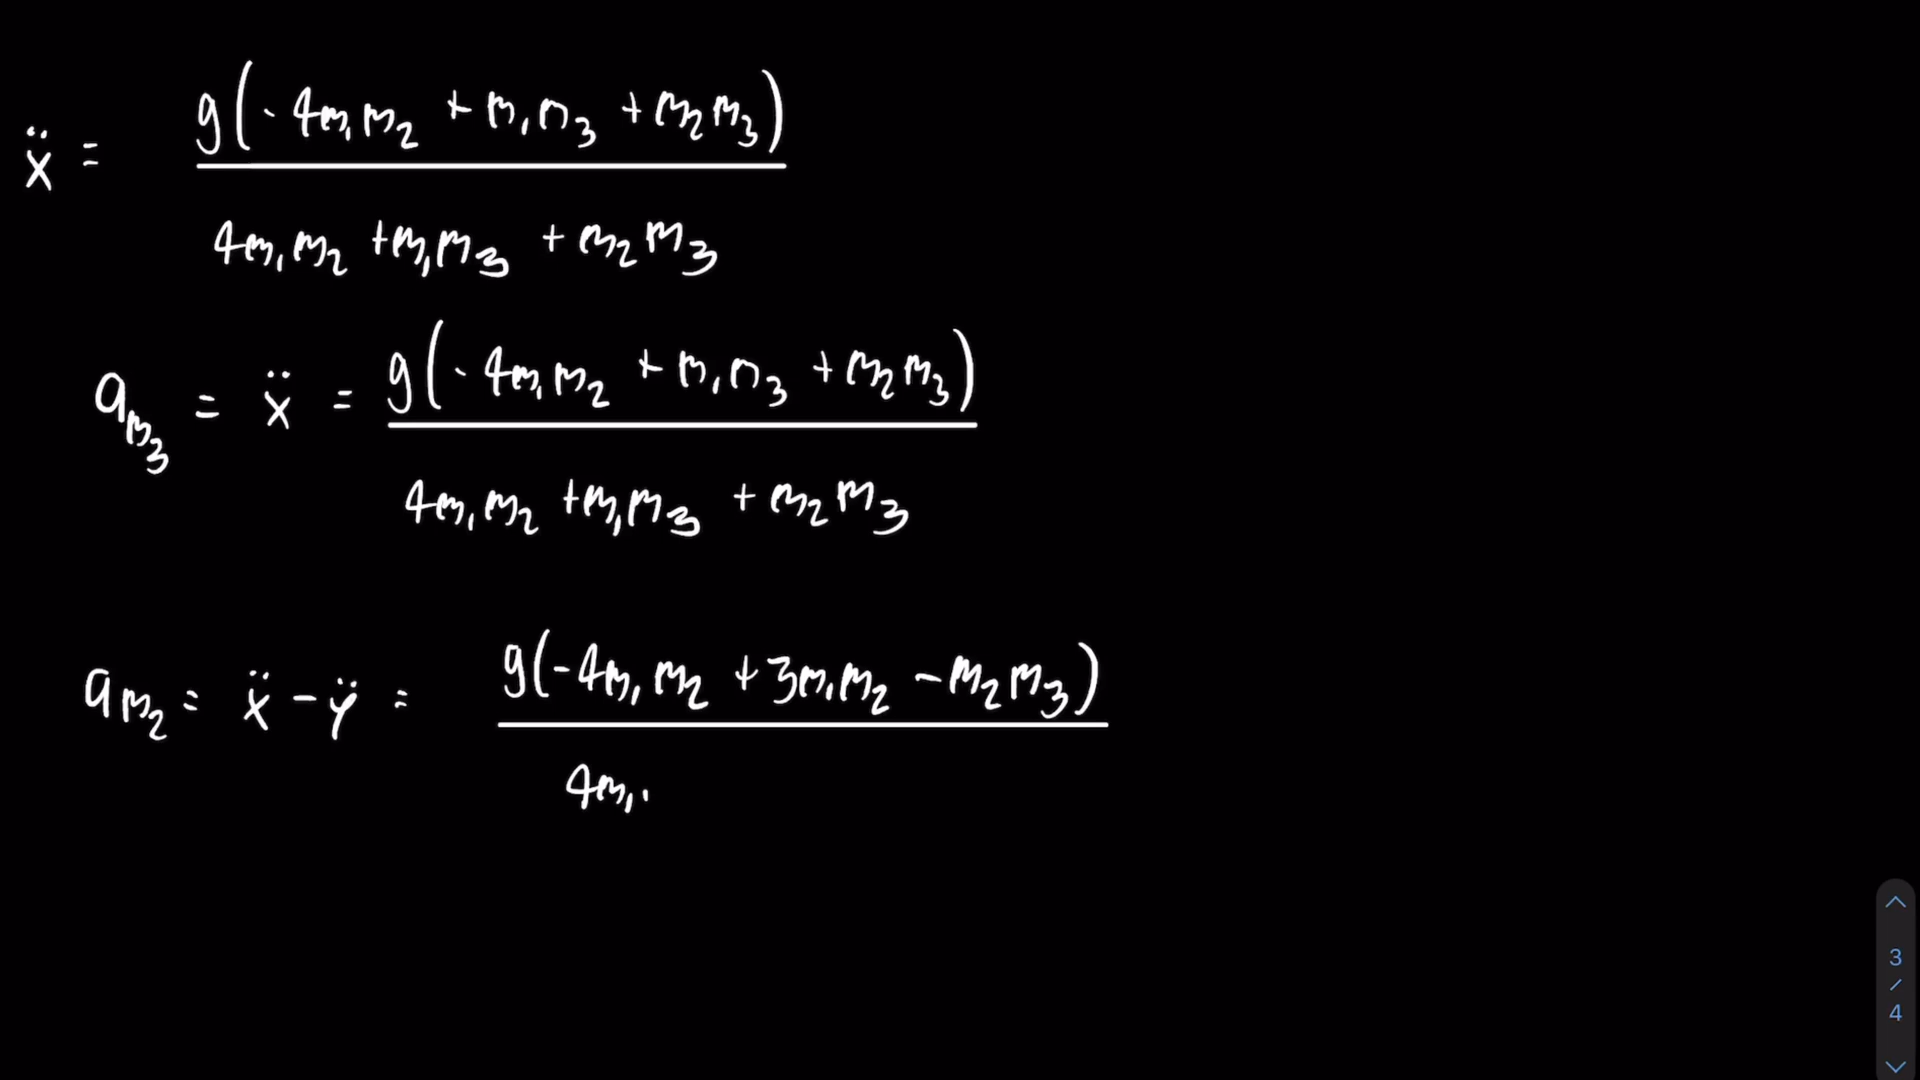 ẍ = g(-4m₁m₂ + m₁m₃ + m₂m₃) / 4m₁m₂ + m₁m₃ + m₂m₃
a_m₃ = ẍ = g(-4m₁m₂ + m₁m₃ + m₂m₃) / 4m₁m₂ + m₁m₃ + m₂m₃
a_m₂ = ẍ - ÿ = g(-4m₁m₂ + 3m₁m₂ - m₂m₃) / 4m₁
3
/
4